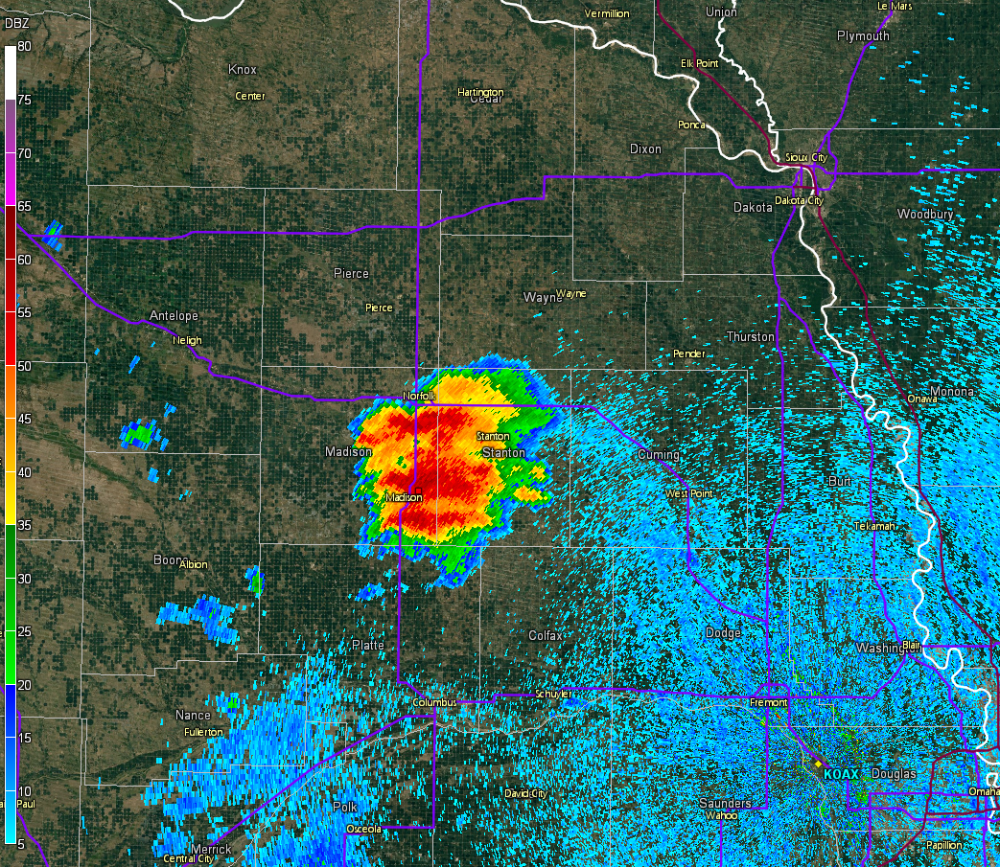 DBZ
80
75
70
65
60
55
50
45
40
35
30
25
20
15
10
5
Le Mars
Vermillion
Union
Plymouth
Elk Point
Knox
Center
Hartington
Cedar
Ponca
Dixon
Sioux City
Dakota City
Dakota
Woodbury
Pierce
Wayne
Wayne
Pierce
Antelope
Neligh
Thurston
Pender
Norfolk
Monona
Onawa
Stanton
Madison
Stanton
Cuming
Burt
Madison
West Point
Tekamah
Boone
Albion
Colfax
Dodge
Platte
Washington
Blair
Schuyler
Columbus
Fremont
Nance
Fullerton
KOAX
Douglas
David City
Omaha
Paul
Polk
Saunders
Wahoo
Osceola
Merrick
Central City
Papillion